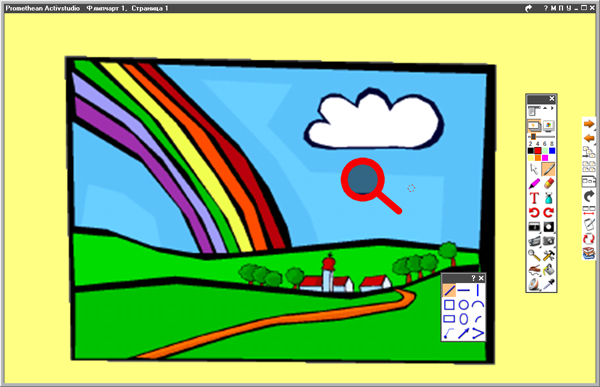 Promethean Activstudio Флипчарт 1, Страница 1
? М П У
2 4 6 8
T
?